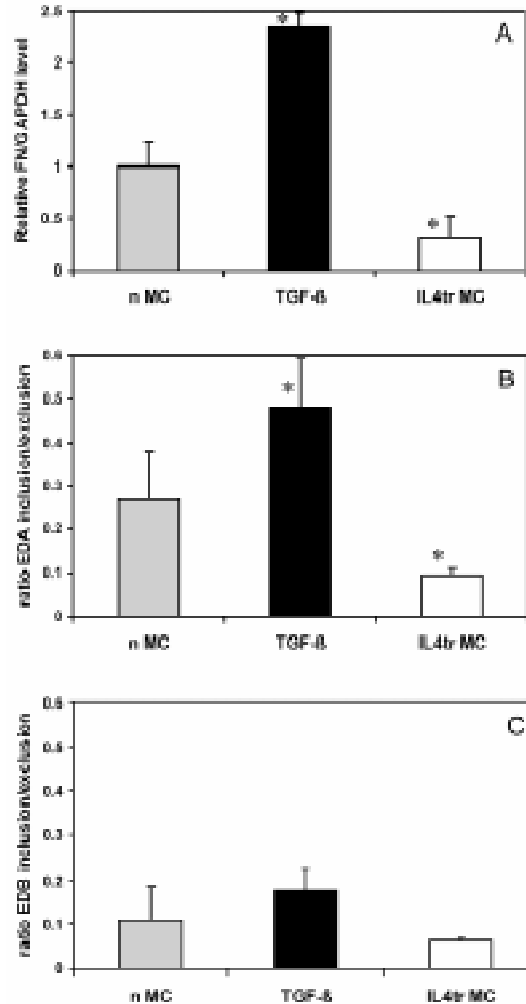 A
Relative FN/GAPDH level
2.5
2
1.5
1
0.5
0
*
*
n MC
TGF-ß
IL4tr MC
B
ratio EDA inclusion/exclusion
0.6
0.5
0.4
0.3
0.2
0.1
0
*
*
n MC
TGF-ß
IL4tr MC
C
ratio EDB inclusion/exclusion
0.6
0.5
0.4
0.3
0.2
0.1
0
n MC
TGF-ß
IL4tr MC